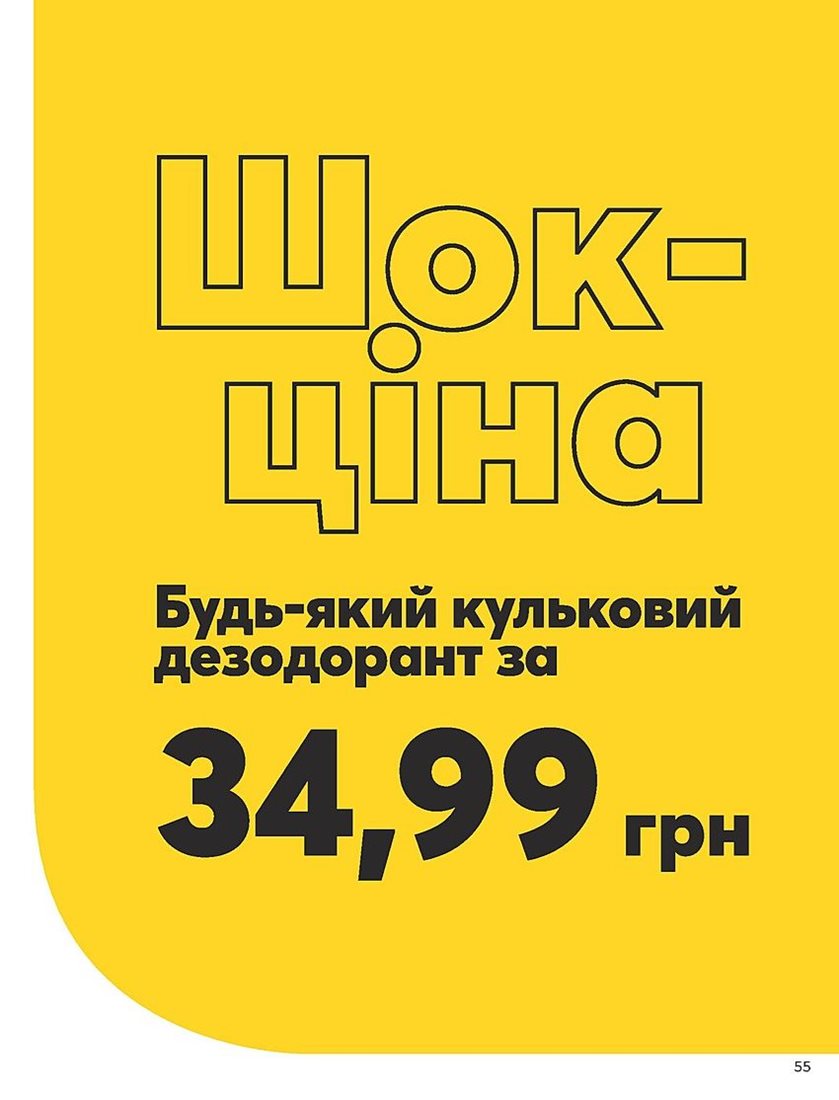 Шок-
ціна
Будь-який кульковий
дезодорант за
34,99 грн
55